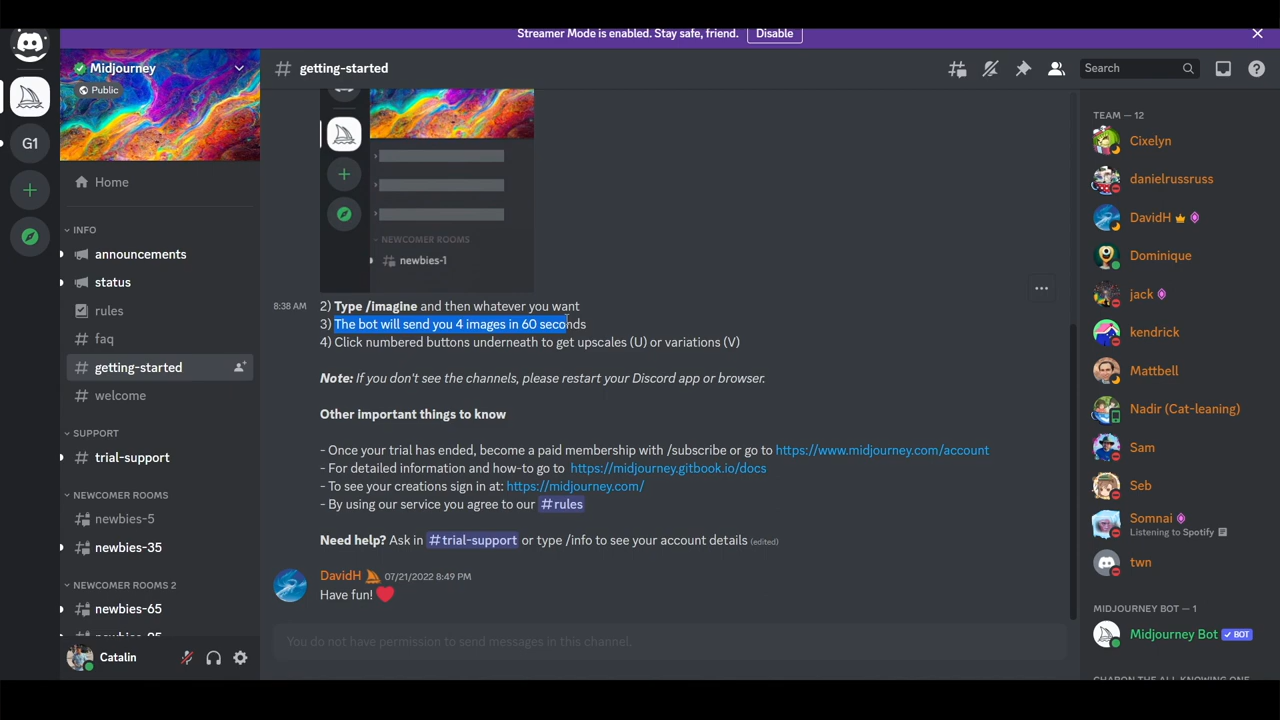 Streamer Mode is enabled. Stay safe, friend.
Disable
Midjourney
Public
Home
INFO
announcements
status
rules
faq
getting-started
welcome
SUPPORT
trial-support
NEWCOMER ROOMS
newbies-5
newbies-35
NEWCOMER ROOMS 2
newbies-65
Catalin
G1
# getting-started
Search
NEWCOMER ROOMS
newbies-1
8:38 AM
2) Type /imagine and then whatever you want
3) The bot will send you 4 images in 60 seconds
4) Click numbered buttons underneath to get upscales (U) or variations (V)
Note: If you don't see the channels, please restart your Discord app or browser.
Other important things to know
- Once your trial has ended, become a paid membership with /subscribe or go to https://www.midjourney.com/account
- For detailed information and how-to go to https://midjourney.gitbook.io/docs
- To see your creations sign in at: https://midjourney.com/
- By using our service you agree to our #rules
Need help? Ask in #trial-support or type /info to see your account details (edited)
DavidH 07/21/2022 8:49 PM
Have fun!
You do not have permission to send messages in this channel.
TEAM — 12
Cixelyn
danielrussruss
DavidH
Dominique
jack
kendrick
Mattbell
Nadir (Cat-leaning)
Sam
Seb
Somnai
Listening to Spotify
twn
MIDJOURNEY BOT — 1
Midjourney Bot ✓ BOT